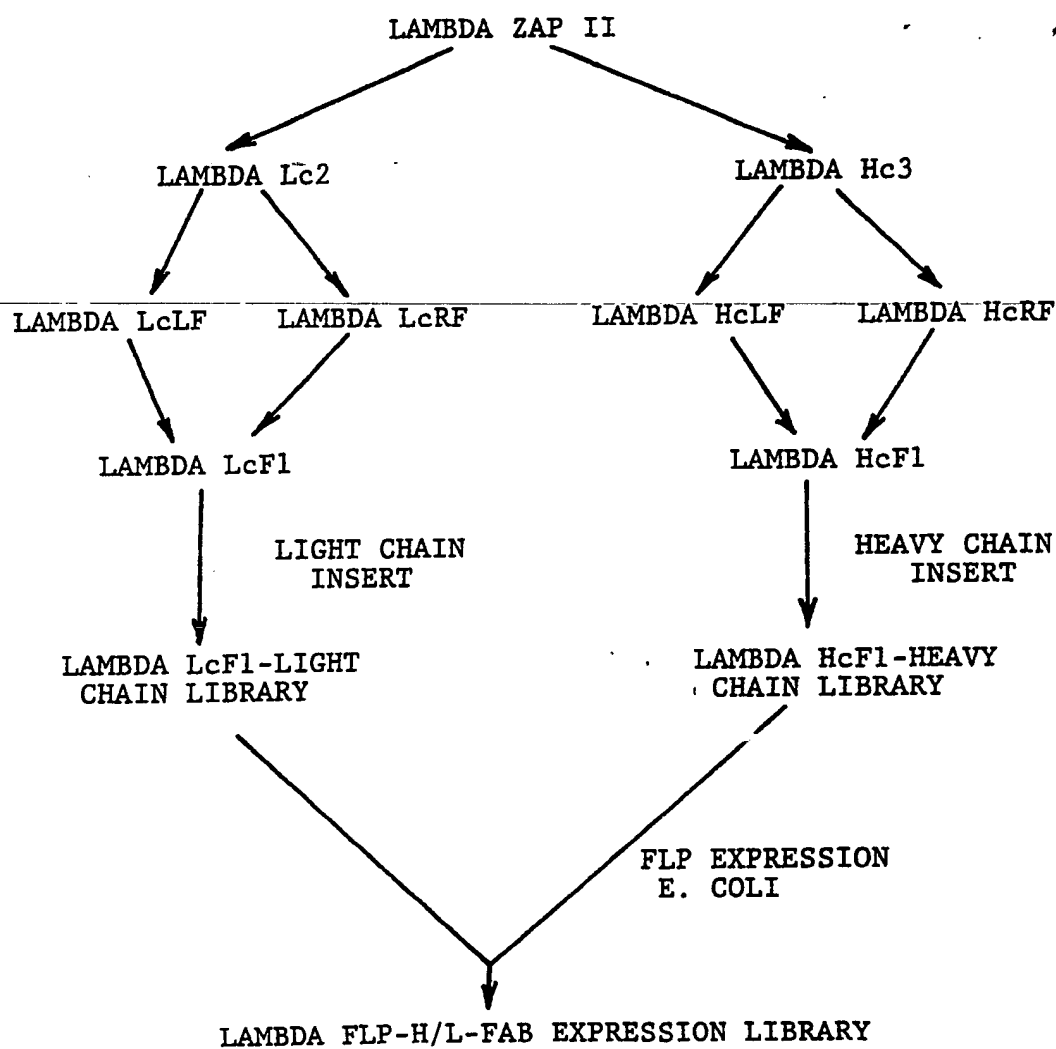 LAMBDA ZAP II
LAMBDA Lc2
LAMBDA Hc3
LAMBDA LcLF
LAMBDA LcRF
LAMBDA HcLF
LAMBDA HcRF
LAMBDA LcF1
LAMBDA HcF1
LIGHT CHAIN
INSERT
HEAVY CHAIN
INSERT
LAMBDA LcF1-LIGHT
CHAIN LIBRARY
LAMBDA HcF1-HEAVY
CHAIN LIBRARY
FLP EXPRESSION
E. COLI
LAMBDA FLP-H/L-FAB EXPRESSION LIBRARY